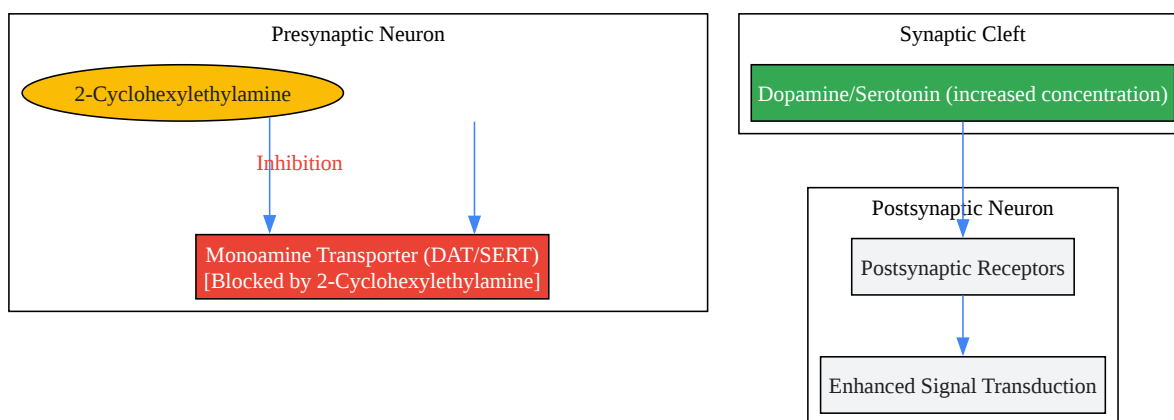 Presynaptic Neuron
2-Cyclohexylethylamine
Inhibition
Monoamine Transporter (DAT/SERT)
[Blocked by 2-Cyclohexylethylamine]
Synaptic Cleft
Dopamine/Serotonin (increased concentration)
Postsynaptic Neuron
Postsynaptic Receptors
Enhanced Signal Transduction